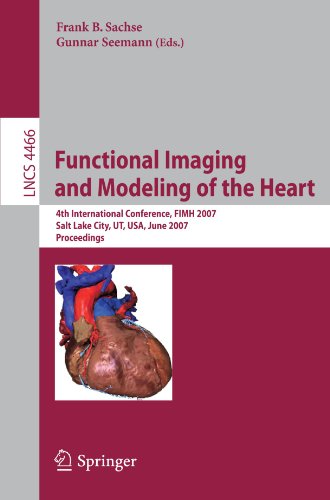 Frank B. Sachse
Gunnar Seemann (Eds.)
LNCS 4466
Functional Imaging
and Modeling of the Heart
4th International Conference, FIMH 2007
Salt Lake City, UT, USA, June 2007
Proceedings
Springer